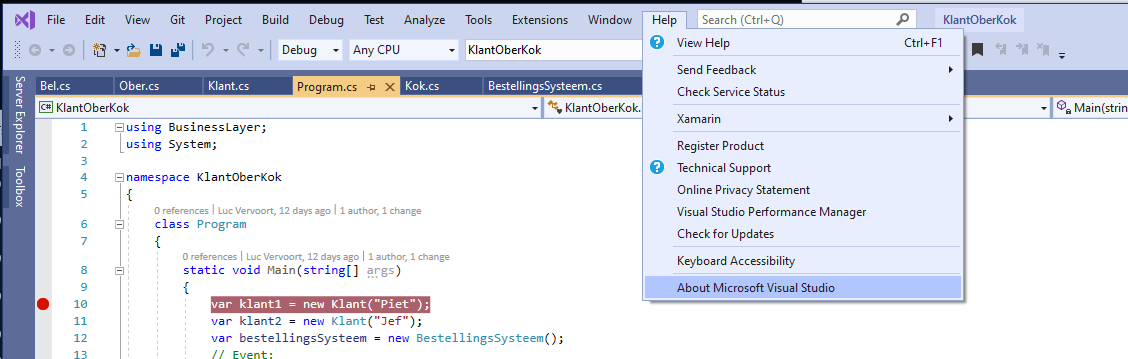 File Edit View Git Project Build Debug Test Analyze Tools Extensions Window Help Search (Ctrl+Q) KlantOberKok
Debug Any CPU KlantOberKok
Bel.cs Ober.cs Klant.cs Program.cs Kok.cs BestellingsSysteem.cs
C# KlantOberKok KlantOberKok. Main(string
Server Explorer
Toolbox
1 using BusinessLayer;
2 using System;
3
4 namespace KlantOberKok
5 {
0 references | Luc Vervoort, 12 days ago | 1 author, 1 change
6 class Program
7 {
0 references | Luc Vervoort, 12 days ago | 1 author, 1 change
8 static void Main(string[] args)
9 {
10 var klant1 = new Klant("Piet");
11 var klant2 = new Klant("Jef");
12 var bestellingsSysteem = new BestellingsSysteem();
13 // Event:
View Help Ctrl+F1
Send Feedback
Check Service Status
Xamarin
Register Product
Technical Support
Online Privacy Statement
Visual Studio Performance Manager
Check for Updates
Keyboard Accessibility
About Microsoft Visual Studio